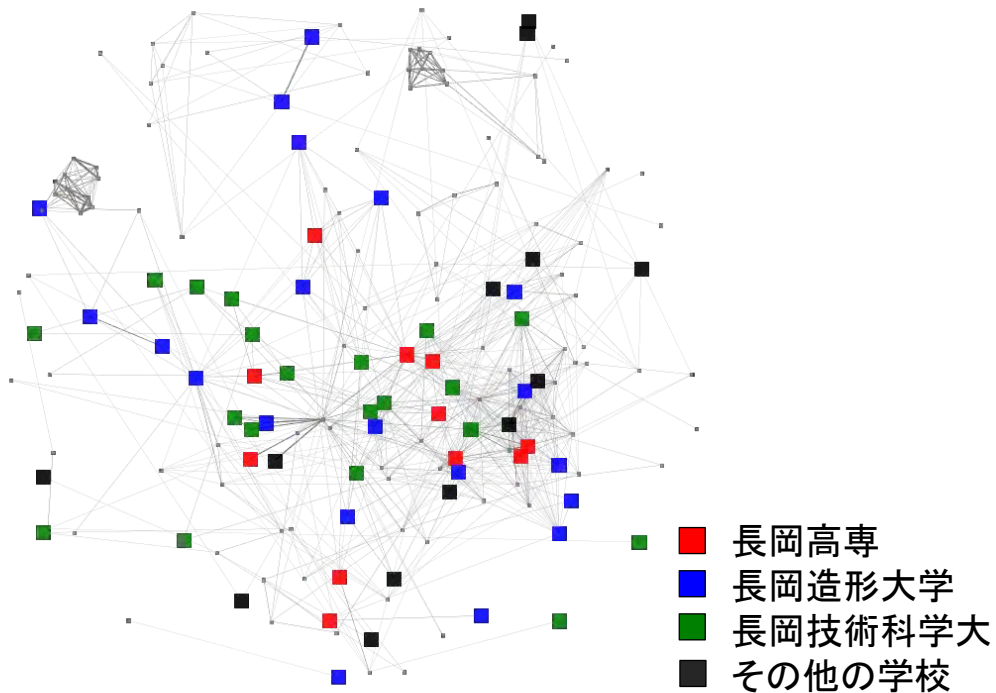 長岡高専
長岡造形大学
長岡技術科学大
その他の学校